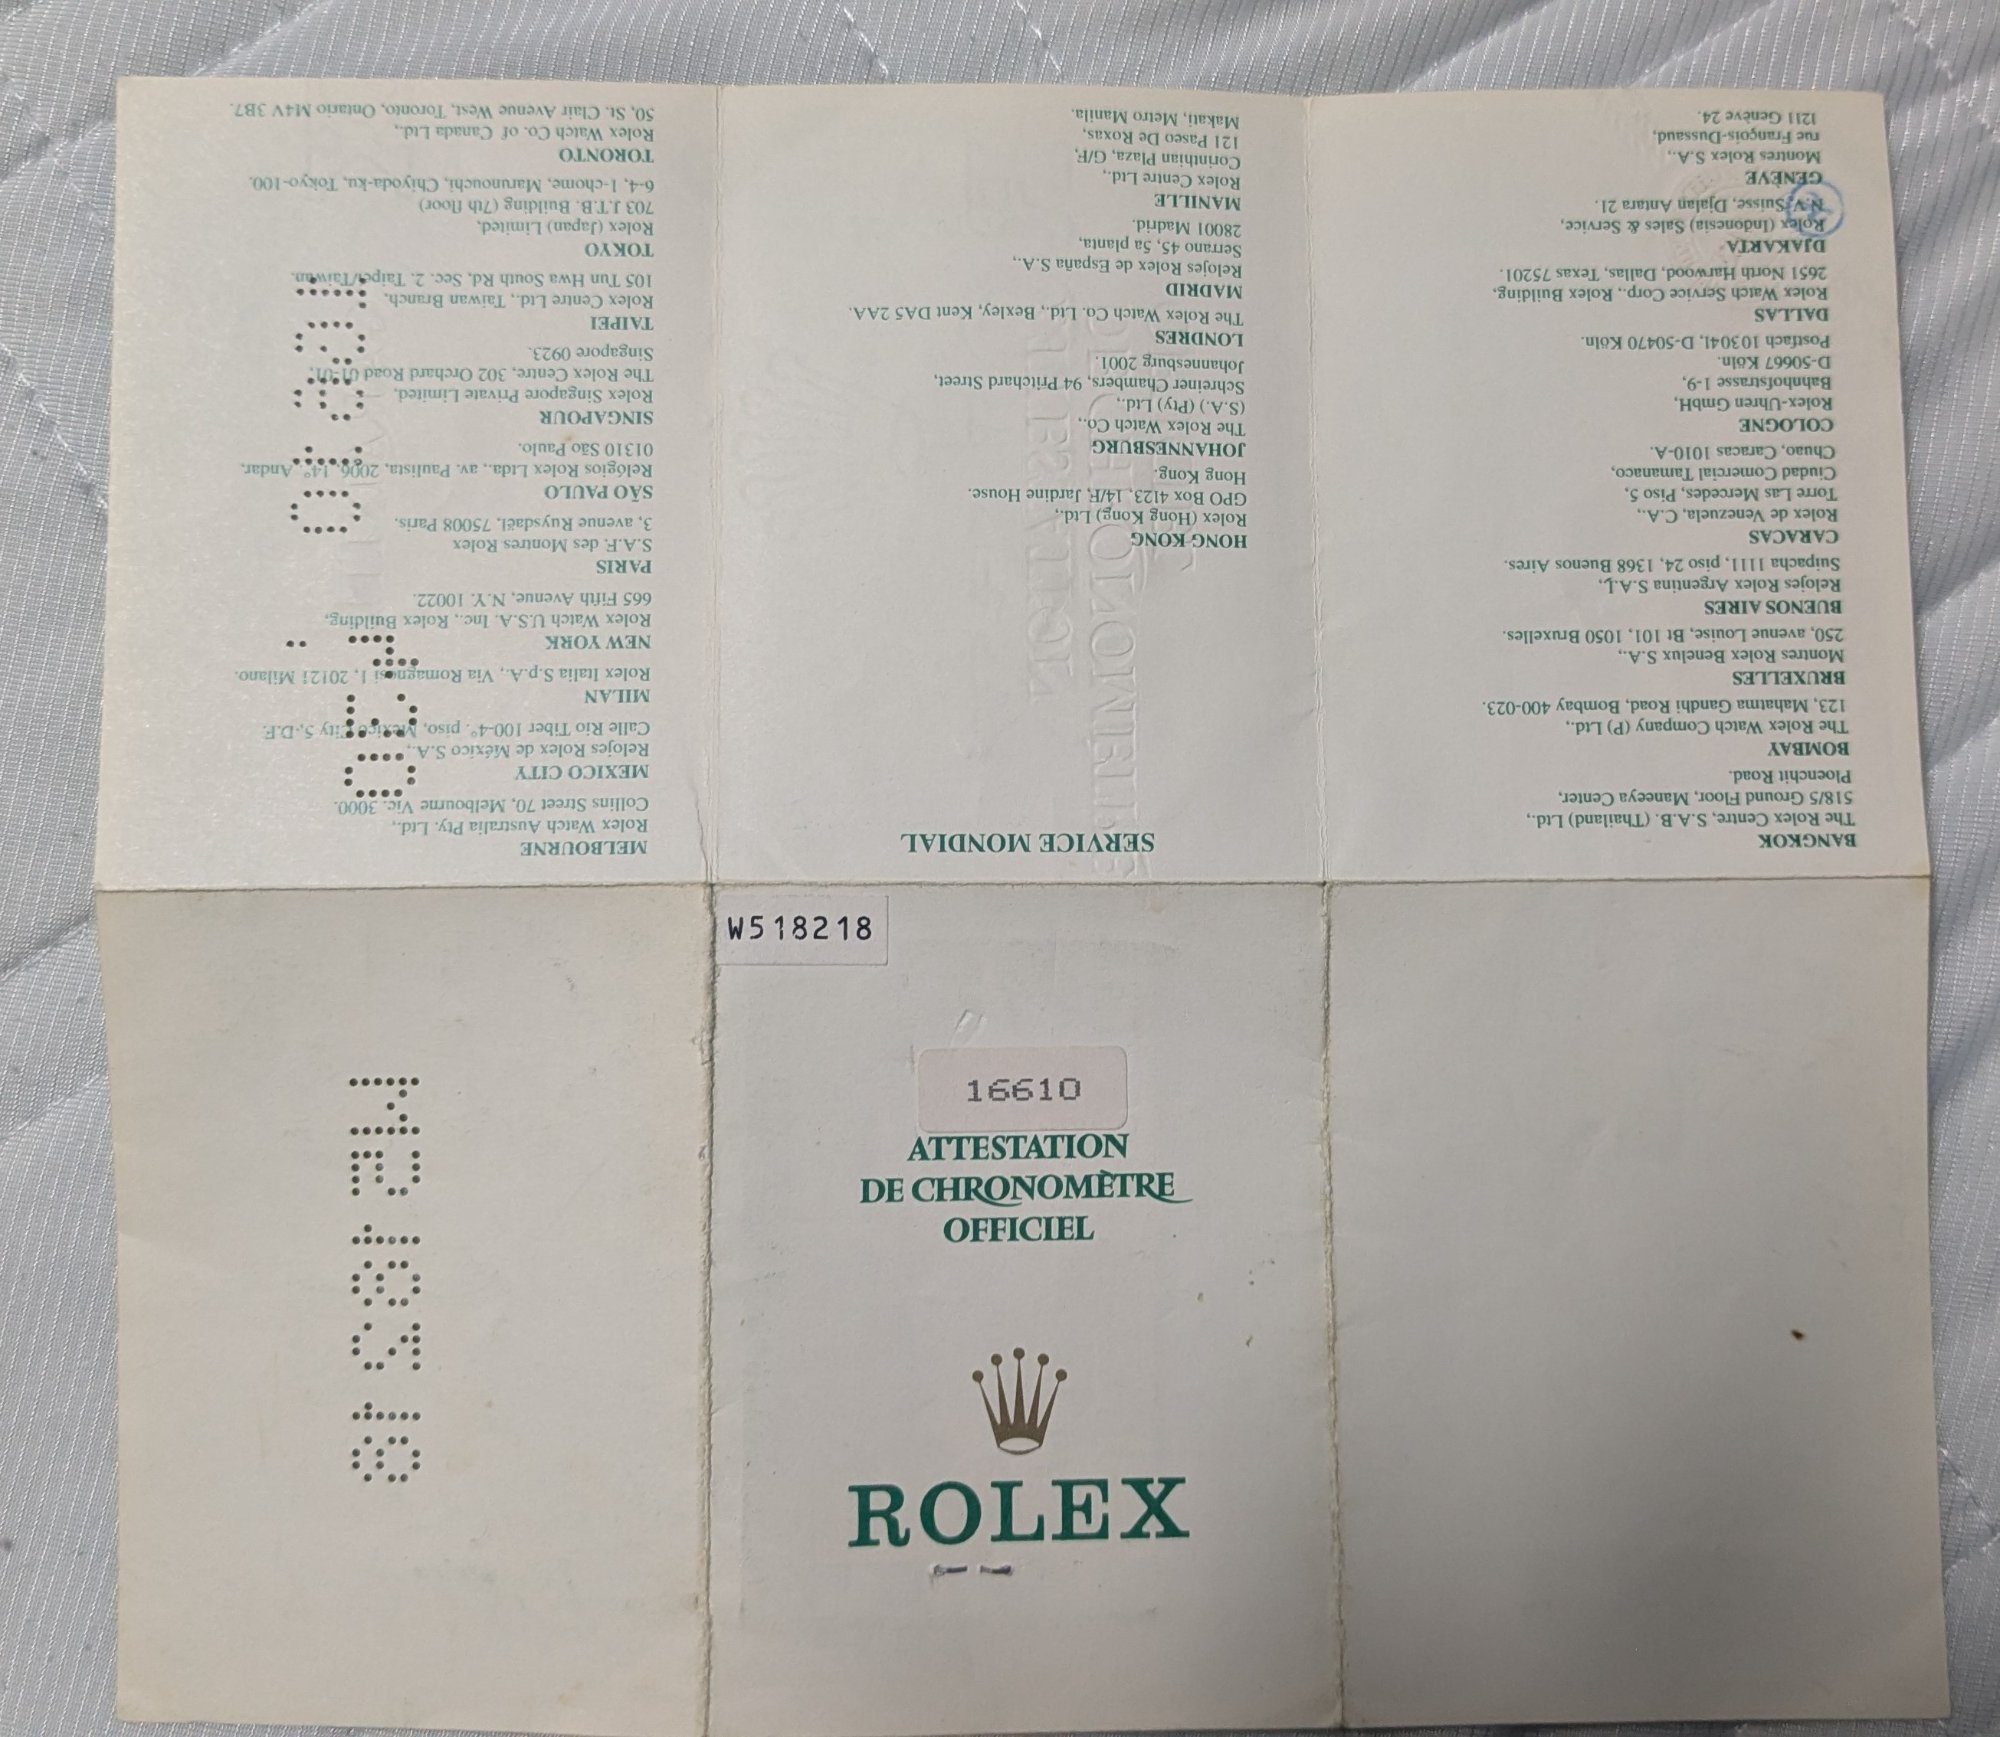 SERVICE MONDIAL
BANGKOK
The Rolex Centre, S.A.B. (Thailand) Ltd.,
518/5 Ground Floor, Maneeya Center,
Ploenchit Road.
BOMBAY
The Rolex Watch Company (P) Ltd.,
123, Mahatma Gandhi Road, Bombay 400-023.
BRUXELLES
Montres Rolex Benelux S.A.,
250, avenue Louise, Bt 101, 1050 Bruxelles.
BUENOS AIRES
Relojes Rolex Argentina S.A.I.,
Suipacha 1111, piso 24, 1368 Buenos Aires.
CARACAS
Rolex de Venezuela, C.A.,
Torre Las Mercedes, Piso 5,
Ciudad Comercial Tamanaco,
Chuao, Caracas 1010-A.
COLOGNE
Rolex-Uhren GmbH,
Bahnhofstrasse 1-9,
D-50667 Köln.
Postfach 103041, D-50470 Köln.
DALLAS
Rolex Watch Service Corp., Rolex Building,
2651 North Harwood, Dallas, Texas 75201.
DJAKARTA
Rolex (Indonesia) Sales & Service,
N.V. Suisse, Djalan Antara 21.
GENÈVE
Montres Rolex S.A.,
rue François-Dussaud,
1211 Genève 24.
HONG KONG
Rolex (Hong Kong) Ltd.,
GPO Box 4123, 14/F, Jardine House.
Hong Kong.
JOHANNESBURG
The Rolex Watch Co.,
(S.A.) (Pty) Ltd.,
Schreiner Chambers, 94 Pritchard Street,
Johannesburg 2001.
LONDRES
The Rolex Watch Co. Ltd., Bexley, Kent DA5 2AA.
MADRID
Relojes Rolex de España S.A.,
Serrano 45, 5a planta,
28001 Madrid.
MANILLE
Rolex Centre Ltd.,
Corinthian Plaza, G/F,
121 Paseo De Roxas,
Makati, Metro Manila.
MELBOURNE
Rolex Watch Australia Pty. Ltd.,
Collins Street 70, Melbourne Vic. 3000.
MEXICO CITY
Relojes Rolex de México S.A.,
Calle Rio Tiber 100-4°. piso, Mexico City 5,-D.F.
MILAN
Rolex Italia S.p.A., Via Romagnosi 1, 20121 Milano.
NEW YORK
Rolex Watch U.S.A. Inc., Rolex Building,
665 Fifth Avenue, N.Y. 10022.
PARIS
S.A.F. des Montres Rolex
3, avenue Ruysdaël, 75008 Paris.
SÃO PAULO
Relógios Rolex Ltda., av. Paulista, 2006, 14°. Andar,
01310 São Paulo.
SINGAPOUR
Rolex Singapore Private Limited,
The Rolex Centre, 302 Orchard Road 01-01,
Singapore 0923.
TAIPEI
Rolex Centre Ltd., Taiwan Branch,
105 Tun Hwa South Rd, Sec. 2. Taipei/Taiwan.
TOKYO
Rolex (Japan) Limited,
703 J.T.B. Building (7th floor)
6-4, 1-chome, Marunouchi, Chiyoda-ku, Tokyo-100.
TORONTO
Rolex Watch Co. of Canada Ltd.,
50, St. Clair Avenue West, Toronto, Ontario M4V 3B7.
W518218
16610
ATTESTATION
DE CHRONOMÈTRE
OFFICIEL
ROLEX